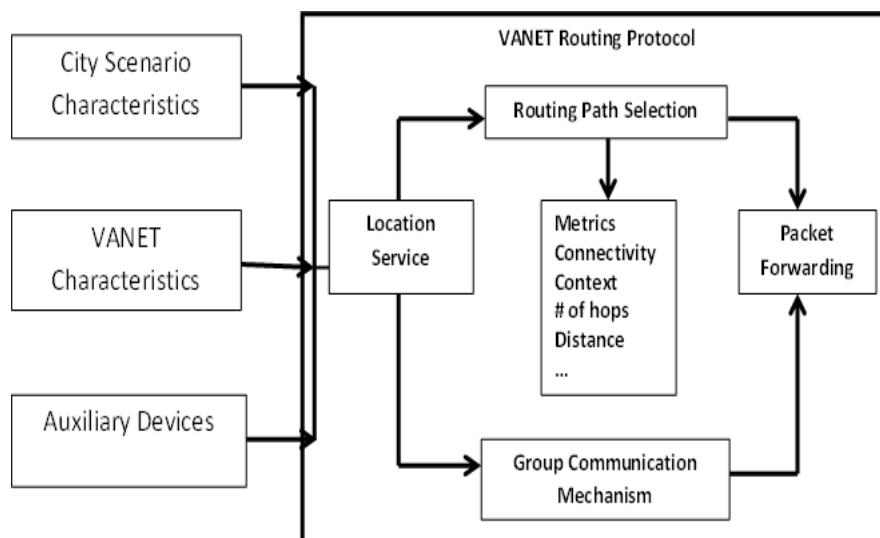 VANET Routing Protocol
City Scenario
Characteristics
VANET
Characteristics
Auxiliary Devices
Location
Service
Routing Path Selection
Metrics
Connectivity
Context
# of hops
Distance
...
Group Communication
Mechanism
Packet
Forwarding